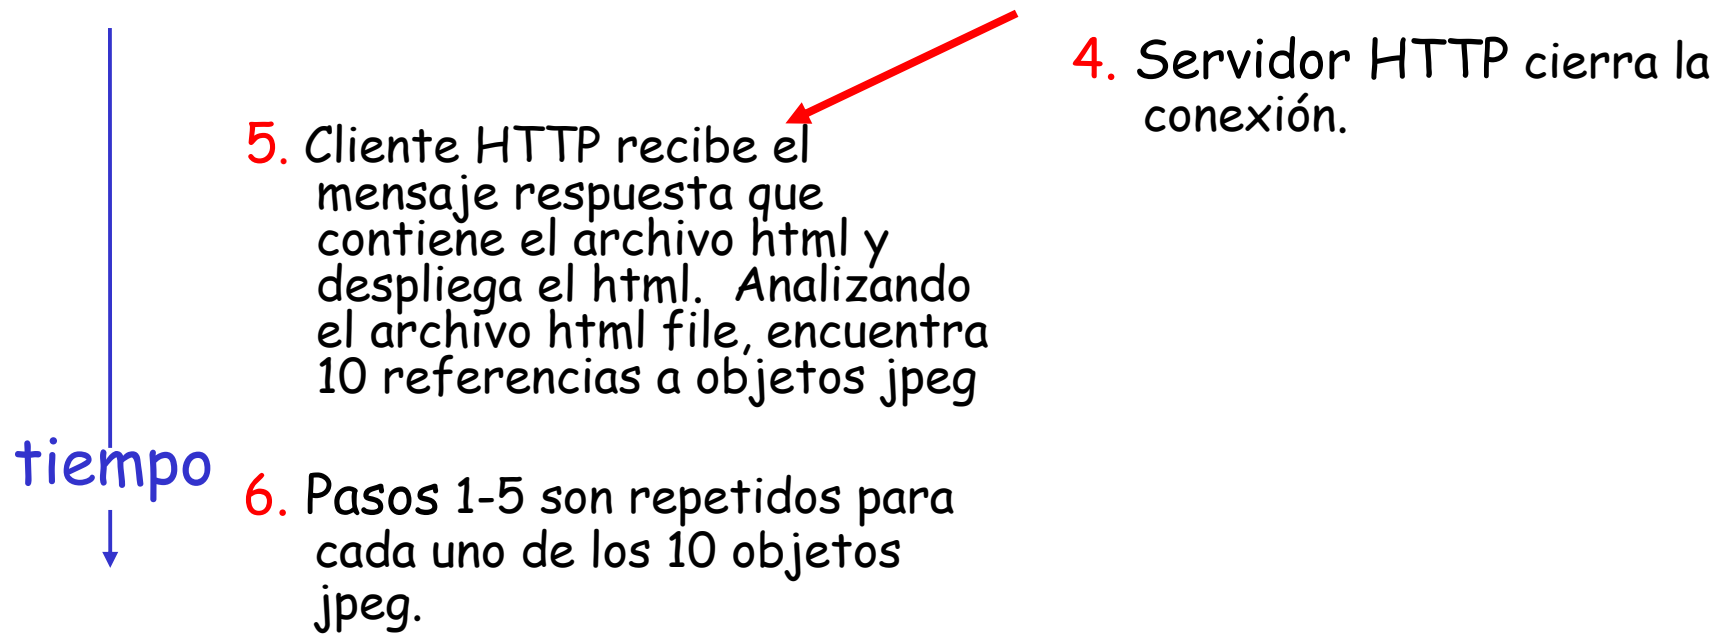 4. Servidor HTTP cierra la
conexión.
5. Cliente HTTP recibe el
mensaje respuesta que
contiene el archivo html y
despliega el html. Analizando
el archivo html file, encuentra
10 referencias a objetos jpeg
tiempo
6. Pasos 1-5 son repetidos para
cada uno de los 10 objetos
jpeg.